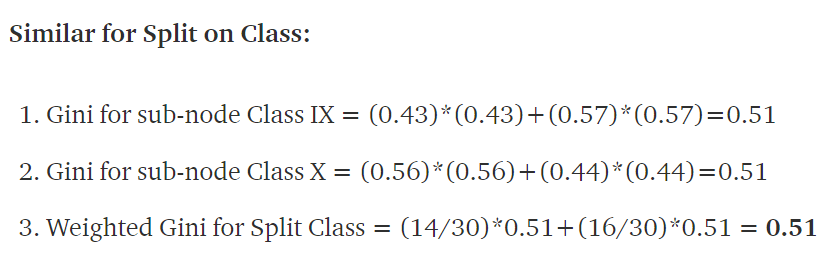 Similar for Split on Class:
1. Gini for sub-node Class IX = (0.43)*(0.43)+(0.57)*(0.57)=0.51
2. Gini for sub-node Class X = (0.56)*(0.56)+(0.44)*(0.44)=0.51
3. Weighted Gini for Split Class = (14/30)*0.51+(16/30)*0.51 = 0.51